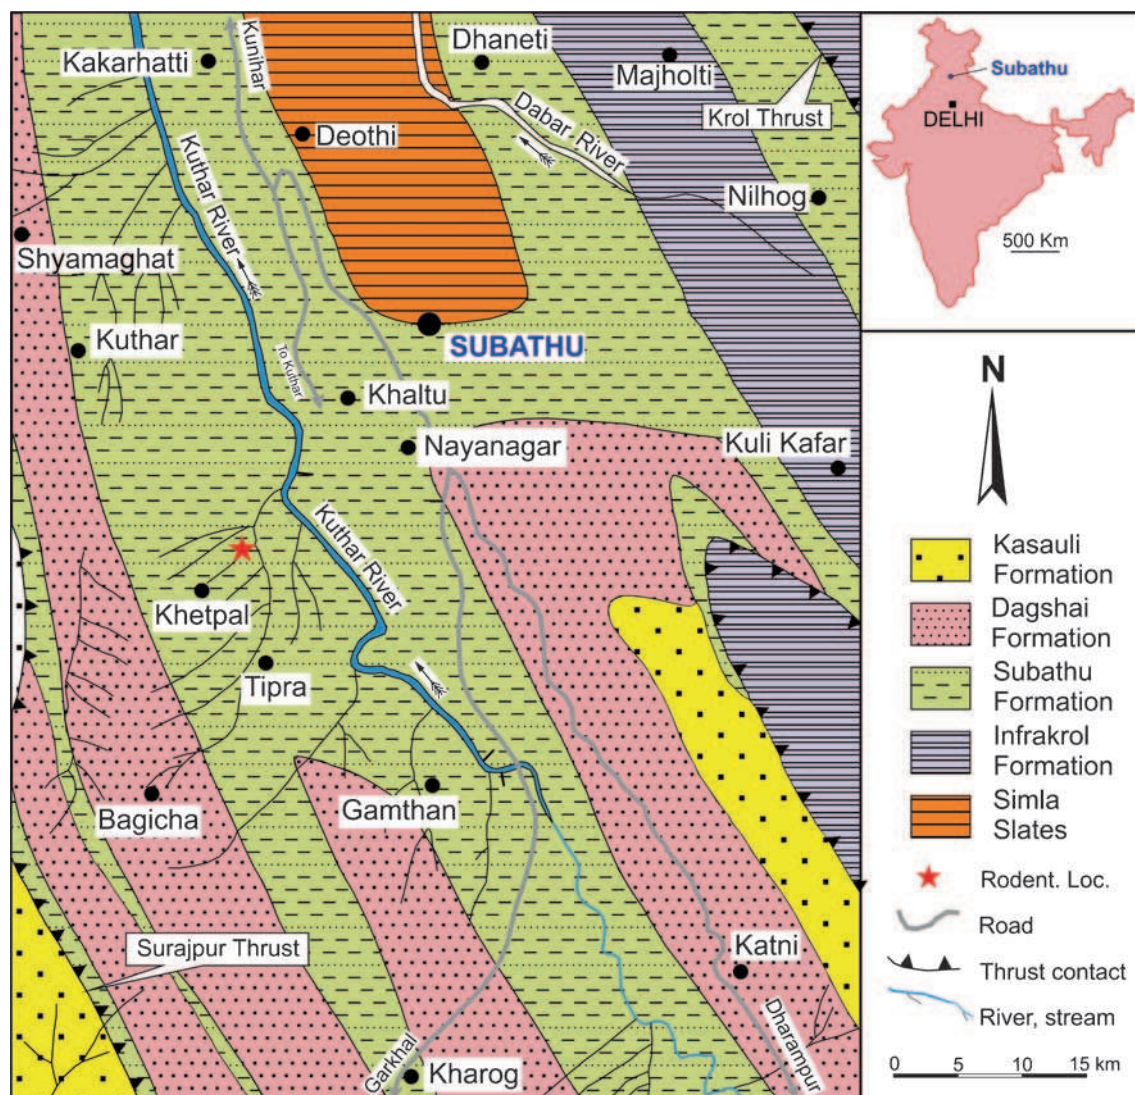 Kakarhatti
Kunihar
Dhaneti
Majholti
Krol Thrust
Deothi
Dabar River
Kuthar River
Nilhog
Shyamaghat
Kuthar
SUBATHU
To Kuthar
Khaltu
Nayanagar
Kuli Kafar
Kuthar River
Khetpal
Tipra
Bagicha
Gamthan
Surajpur Thrust
Katni
Garkhal
Kharog
Dharampur
Subathu
DELHI
500 Km
N
Kasauli
Formation
Dagshai
Formation
Subathu
Formation
Infrakrol
Formation
Simla
Slates
Rodent. Loc.
Road
Thrust contact
River, stream
0 5 10 15 km